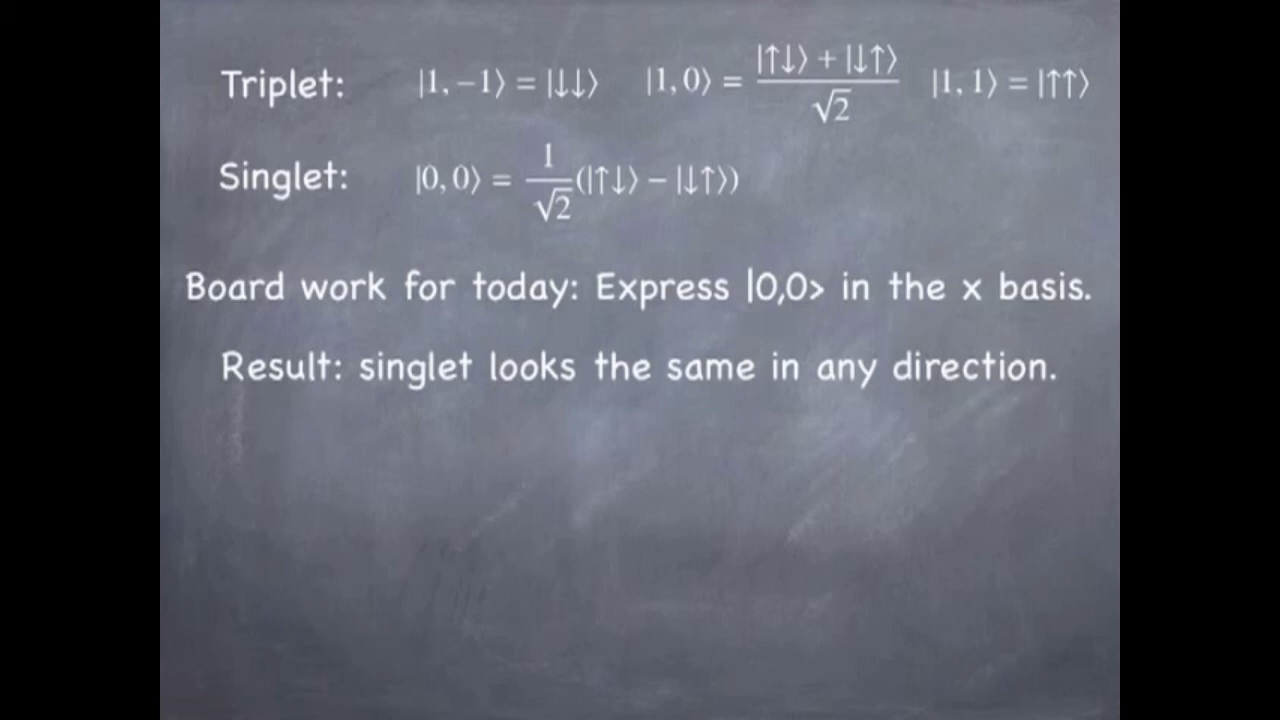 Triplet: |1, −1⟩ = |↓↓⟩ |1, 0⟩ = (|↑↓⟩ + |↓↑⟩)/√2 |1, 1⟩ = |↑↑⟩
Singlet: |0, 0⟩ = 1/√2 (|↑↓⟩ − |↓↑⟩)
Board work for today: Express |0,0> in the x basis.
Result: singlet looks the same in any direction.